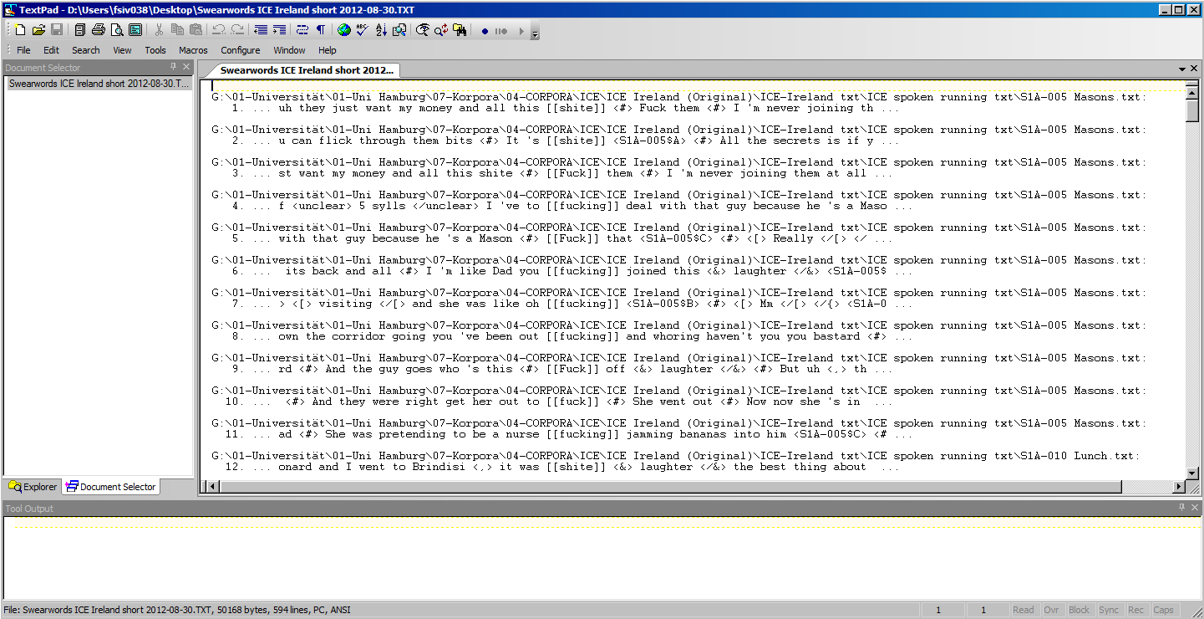 TextPad - D:\Users\fsiv038\Desktop\Swearwords ICE Ireland short 2012-08-30.TXT
File Edit Search View Tools Macros Configure Window Help
Document Selector
Swearwords ICE Ireland short 2012-08-30.T...
Swearwords ICE Ireland short 2012...
G:\01-Universität\01-Uni Hamburg\07-Korpora\04-CORPORA\ICE\ICE Ireland (Original)\ICE-Ireland txt\ICE spoken running txt\S1A-005 Masons.txt:
1. ... uh they just want my money and all this [[shite]] <#> Fuck them <#> I 'm never joining th ...
G:\01-Universität\01-Uni Hamburg\07-Korpora\04-CORPORA\ICE\ICE Ireland (Original)\ICE-Ireland txt\ICE spoken running txt\S1A-005 Masons.txt:
2. ... u can flick through them bits <#> It 's [[shite]] <S1A-005$A> <#> All the secrets is if y ...
G:\01-Universität\01-Uni Hamburg\07-Korpora\04-CORPORA\ICE\ICE Ireland (Original)\ICE-Ireland txt\ICE spoken running txt\S1A-005 Masons.txt:
3. ... st want my money and all this shite <#> [[Fuck]] them <#> I 'm never joining them at all ...
G:\01-Universität\01-Uni Hamburg\07-Korpora\04-CORPORA\ICE\ICE Ireland (Original)\ICE-Ireland txt\ICE spoken running txt\S1A-005 Masons.txt:
4. ... f <unclear> 5 sylls </unclear> I 've to [[fucking]] deal with that guy because he 's a Maso ...
G:\01-Universität\01-Uni Hamburg\07-Korpora\04-CORPORA\ICE\ICE Ireland (Original)\ICE-Ireland txt\ICE spoken running txt\S1A-005 Masons.txt:
5. ... with that guy because he 's a Mason <#> [[Fuck]] that <S1A-005$C> <#> <[> Really </[> </ ...
G:\01-Universität\01-Uni Hamburg\07-Korpora\04-CORPORA\ICE\ICE Ireland (Original)\ICE-Ireland txt\ICE spoken running txt\S1A-005 Masons.txt:
6. ... its back and all <#> I 'm like Dad you [[fucking]] joined this <&> laughter </&> <S1A-005$ ...
G:\01-Universität\01-Uni Hamburg\07-Korpora\04-CORPORA\ICE\ICE Ireland (Original)\ICE-Ireland txt\ICE spoken running txt\S1A-005 Masons.txt:
7. ... > <[> visiting </[> and she was like oh [[fucking]] <S1A-005$B> <#> <[> Mm </[> </{> <S1A-0 ...
G:\01-Universität\01-Uni Hamburg\07-Korpora\04-CORPORA\ICE\ICE Ireland (Original)\ICE-Ireland txt\ICE spoken running txt\S1A-005 Masons.txt:
8. ... own the corridor going you 've been out [[fucking]] and whoring haven't you you bastard <#> ...
G:\01-Universität\01-Uni Hamburg\07-Korpora\04-CORPORA\ICE\ICE Ireland (Original)\ICE-Ireland txt\ICE spoken running txt\S1A-005 Masons.txt:
9. ... rd <#> And the guy goes who 's this <#> [[Fuck]] off <&> laughter </&> <#> But uh <,> th ...
G:\01-Universität\01-Uni Hamburg\07-Korpora\04-CORPORA\ICE\ICE Ireland (Original)\ICE-Ireland txt\ICE spoken running txt\S1A-005 Masons.txt:
10. ... <#> And they were right get her out to [[fuck]] <#> She went out <#> Now now she 's in ...
G:\01-Universität\01-Uni Hamburg\07-Korpora\04-CORPORA\ICE\ICE Ireland (Original)\ICE-Ireland txt\ICE spoken running txt\S1A-005 Masons.txt:
11. ... ad <#> She was pretending to be a nurse [[fucking]] jamming bananas into him <S1A-005$C> <# ...
G:\01-Universität\01-Uni Hamburg\07-Korpora\04-CORPORA\ICE\ICE Ireland (Original)\ICE-Ireland txt\ICE spoken running txt\S1A-010 Lunch.txt:
12. ... onard and I went to Brindisi <,> it was [[shite]] <&> laughter </&> the best thing about ...
Explorer Document Selector
Tool Output
File: Swearwords ICE Ireland short 2012-08-30.TXT, 50168 bytes, 594 lines, PC, ANSI 1 1 Read Ovr Block Sync Rec Caps